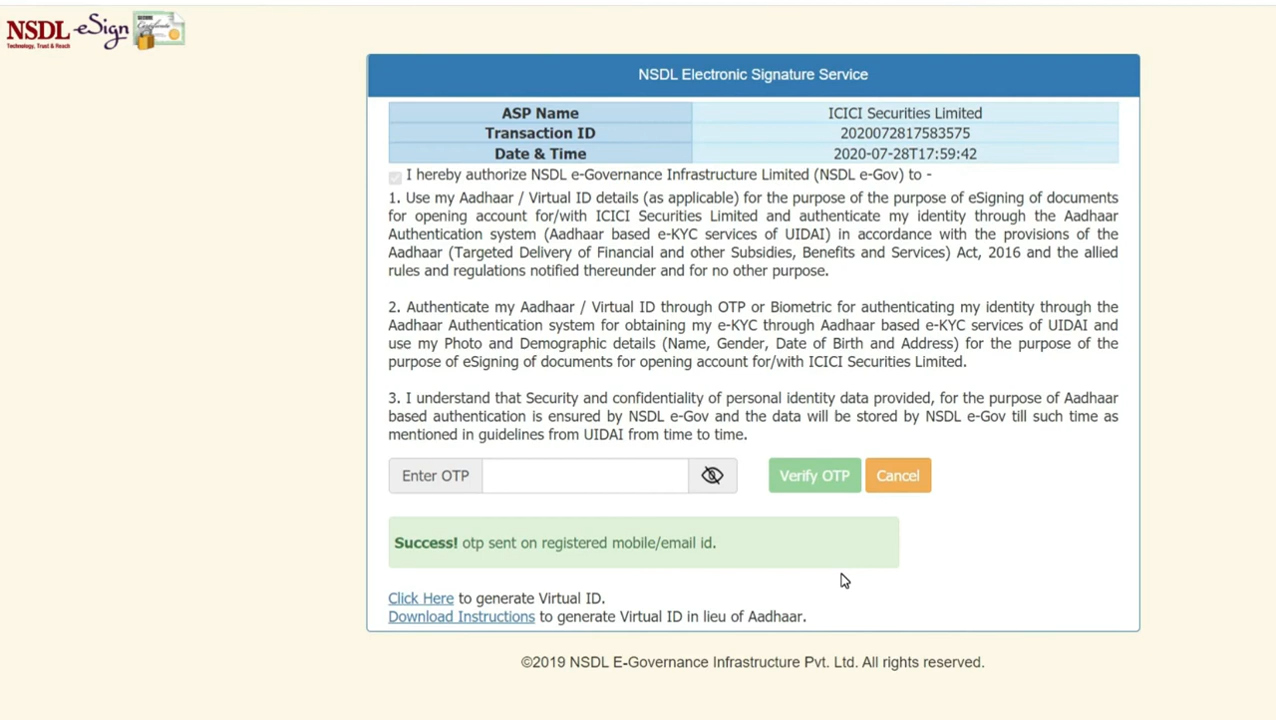 NSDL eSign
Technology, Trust & Reach
NSDL Electronic Signature Service
ASP Name ICICI Securities Limited
Transaction ID 2020072817583575
Date & Time 2020-07-28T17:59:42
I hereby authorize NSDL e-Governance Infrastructure Limited (NSDL e-Gov) to -
1. Use my Aadhaar / Virtual ID details (as applicable) for the purpose of the purpose of eSigning of documents
for opening account for/with ICICI Securities Limited and authenticate my identity through the Aadhaar
Authentication system (Aadhaar based e-KYC services of UIDAI) in accordance with the provisions of the
Aadhaar (Targeted Delivery of Financial and other Subsidies, Benefits and Services) Act, 2016 and the allied
rules and regulations notified thereunder and for no other purpose.
2. Authenticate my Aadhaar / Virtual ID through OTP or Biometric for authenticating my identity through the
Aadhaar Authentication system for obtaining my e-KYC through Aadhaar based e-KYC services of UIDAI and
use my Photo and Demographic details (Name, Gender, Date of Birth and Address) for the purpose of the
purpose of eSigning of documents for opening account for/with ICICI Securities Limited.
3. I understand that Security and confidentiality of personal identity data provided, for the purpose of Aadhaar
based authentication is ensured by NSDL e-Gov and the data will be stored by NSDL e-Gov till such time as
mentioned in guidelines from UIDAI from time to time.
Enter OTP Verify OTP Cancel
Success! otp sent on registered mobile/email id.
Click Here to generate Virtual ID.
Download Instructions to generate Virtual ID in lieu of Aadhaar.
©2019 NSDL E-Governance Infrastructure Pvt. Ltd. All rights reserved.